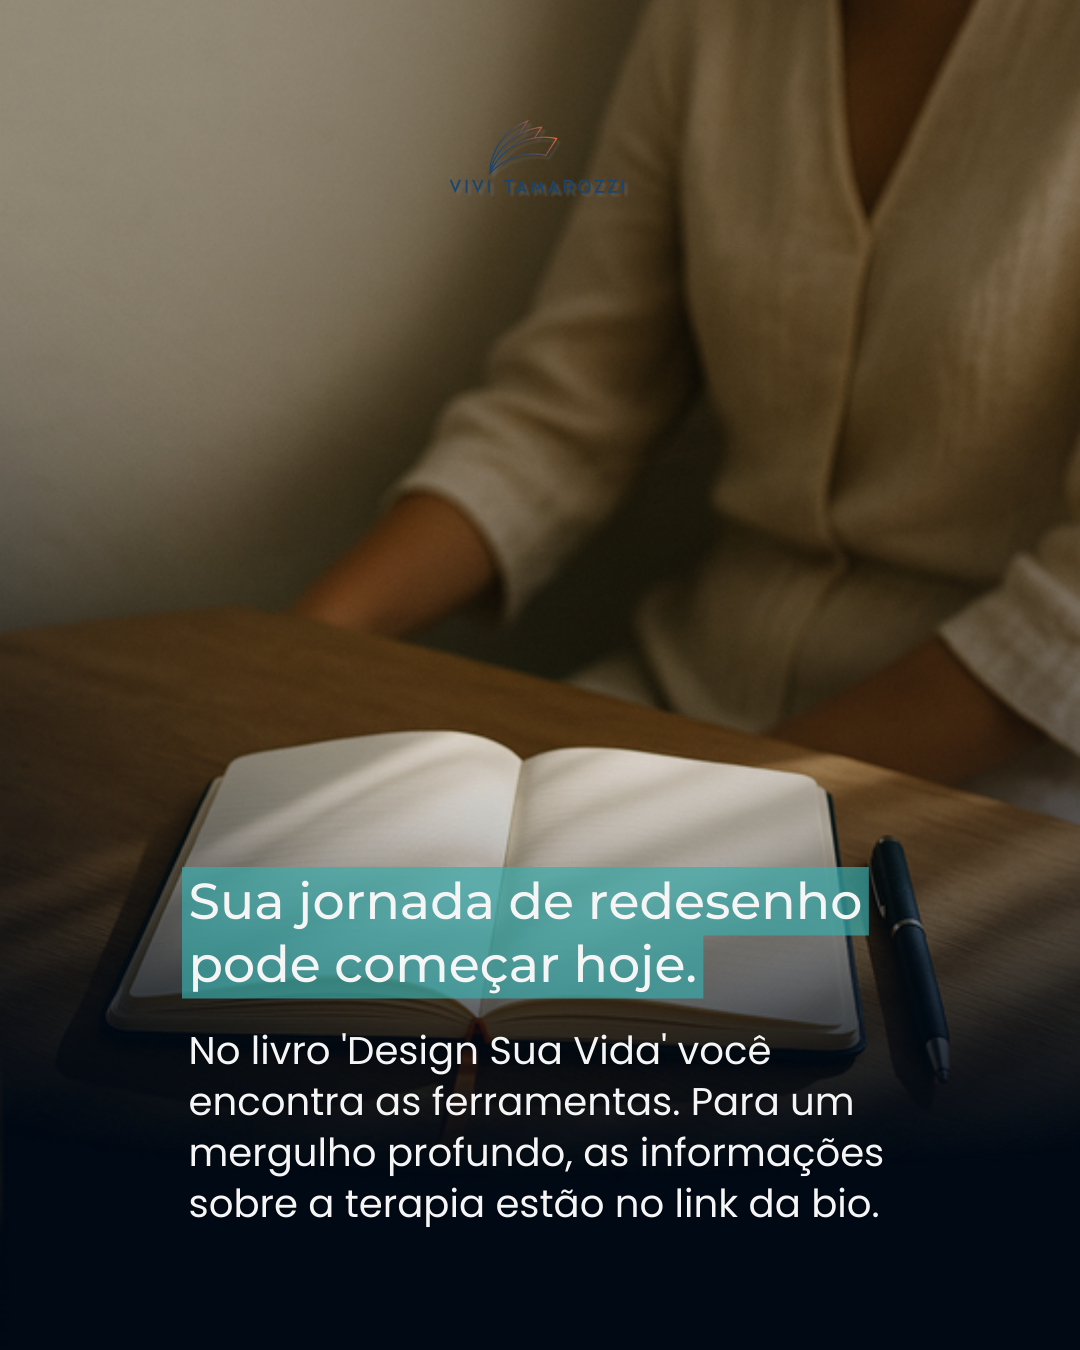 VIVI TAMAROZZI
Sua jornada de redesenho
pode começar hoje.
No livro 'Design Sua Vida' você
encontra as ferramentas. Para um
mergulho profundo, as informações
sobre a terapia estão no link da bio.